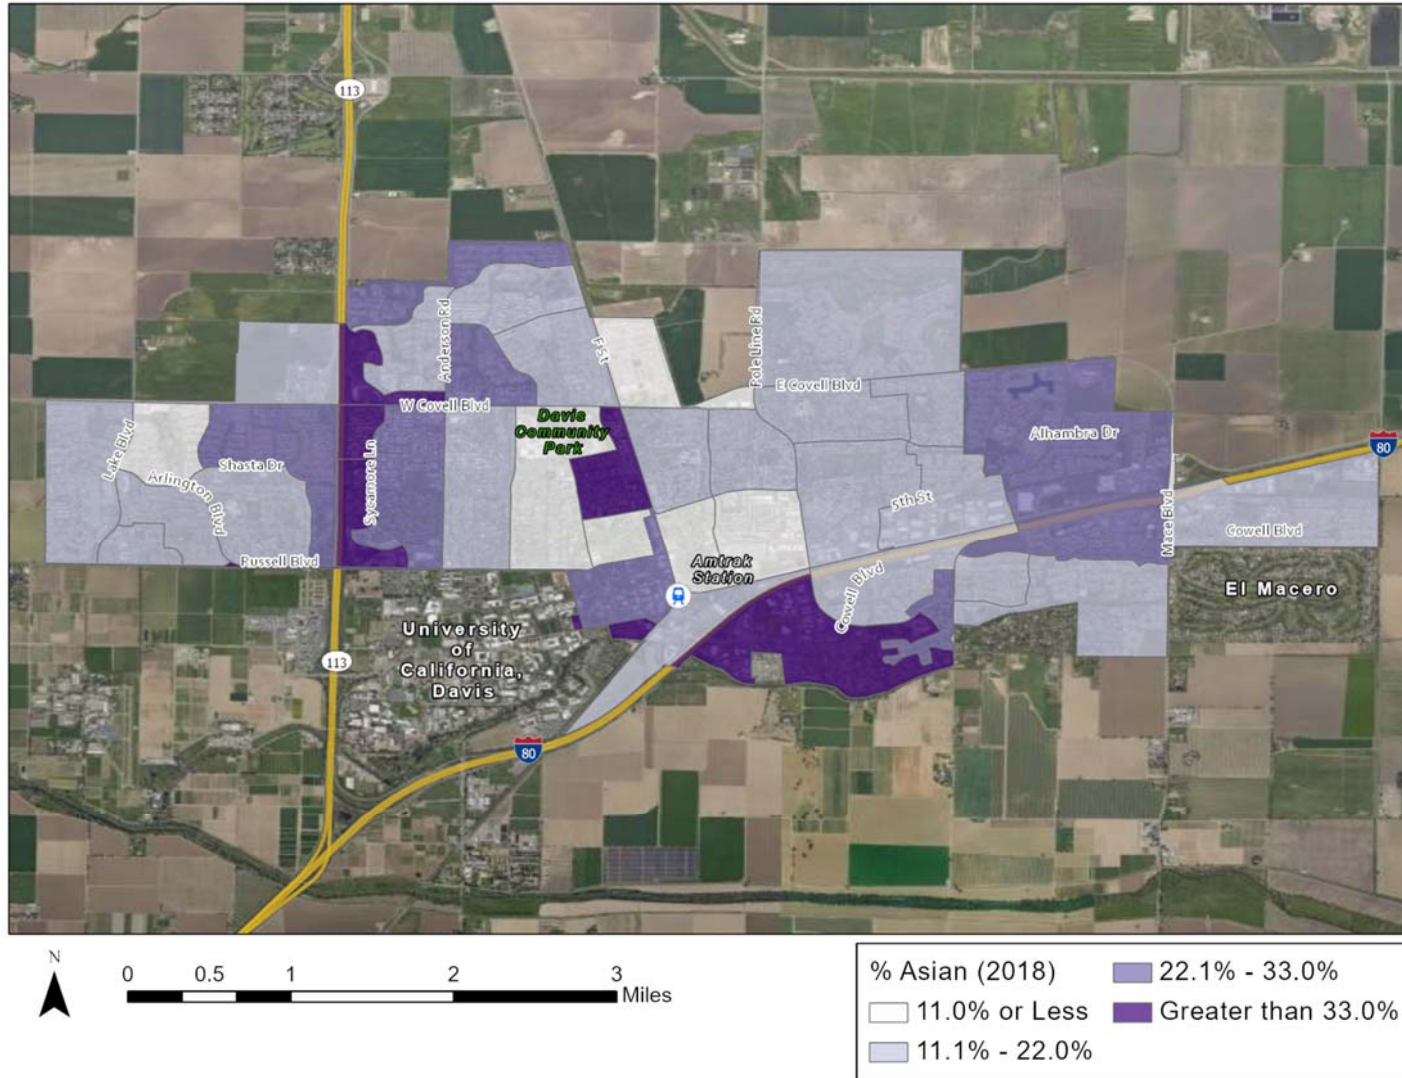 113
Anderson Rd
F St
Pole Line Rd
E Covell Blvd
W Covell Blvd
Davis
Community
Park
Lake Blvd
Shasta Dr
Arlington Blvd
Sycamore Ln
Alhambra Dr
80
5th St
Mace Blvd
Cowell Blvd
Russell Blvd
Amtrak
Station
Cowell Blvd
El Macero
University
of
California,
Davis
113
80
N
0 0.5 1 2 3
Miles
% Asian (2018)
11.0% or Less
11.1% - 22.0%
22.1% - 33.0%
Greater than 33.0%